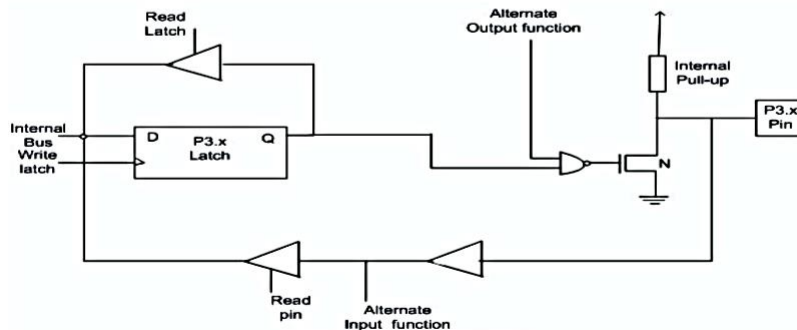 Read
Latch
Alternate
Output function
Internal
Pull-up
P3.x
Pin
Internal
Bus
Write
latch
D
P3.x
Latch
Q
N
Read
pin
Alternate
Input function